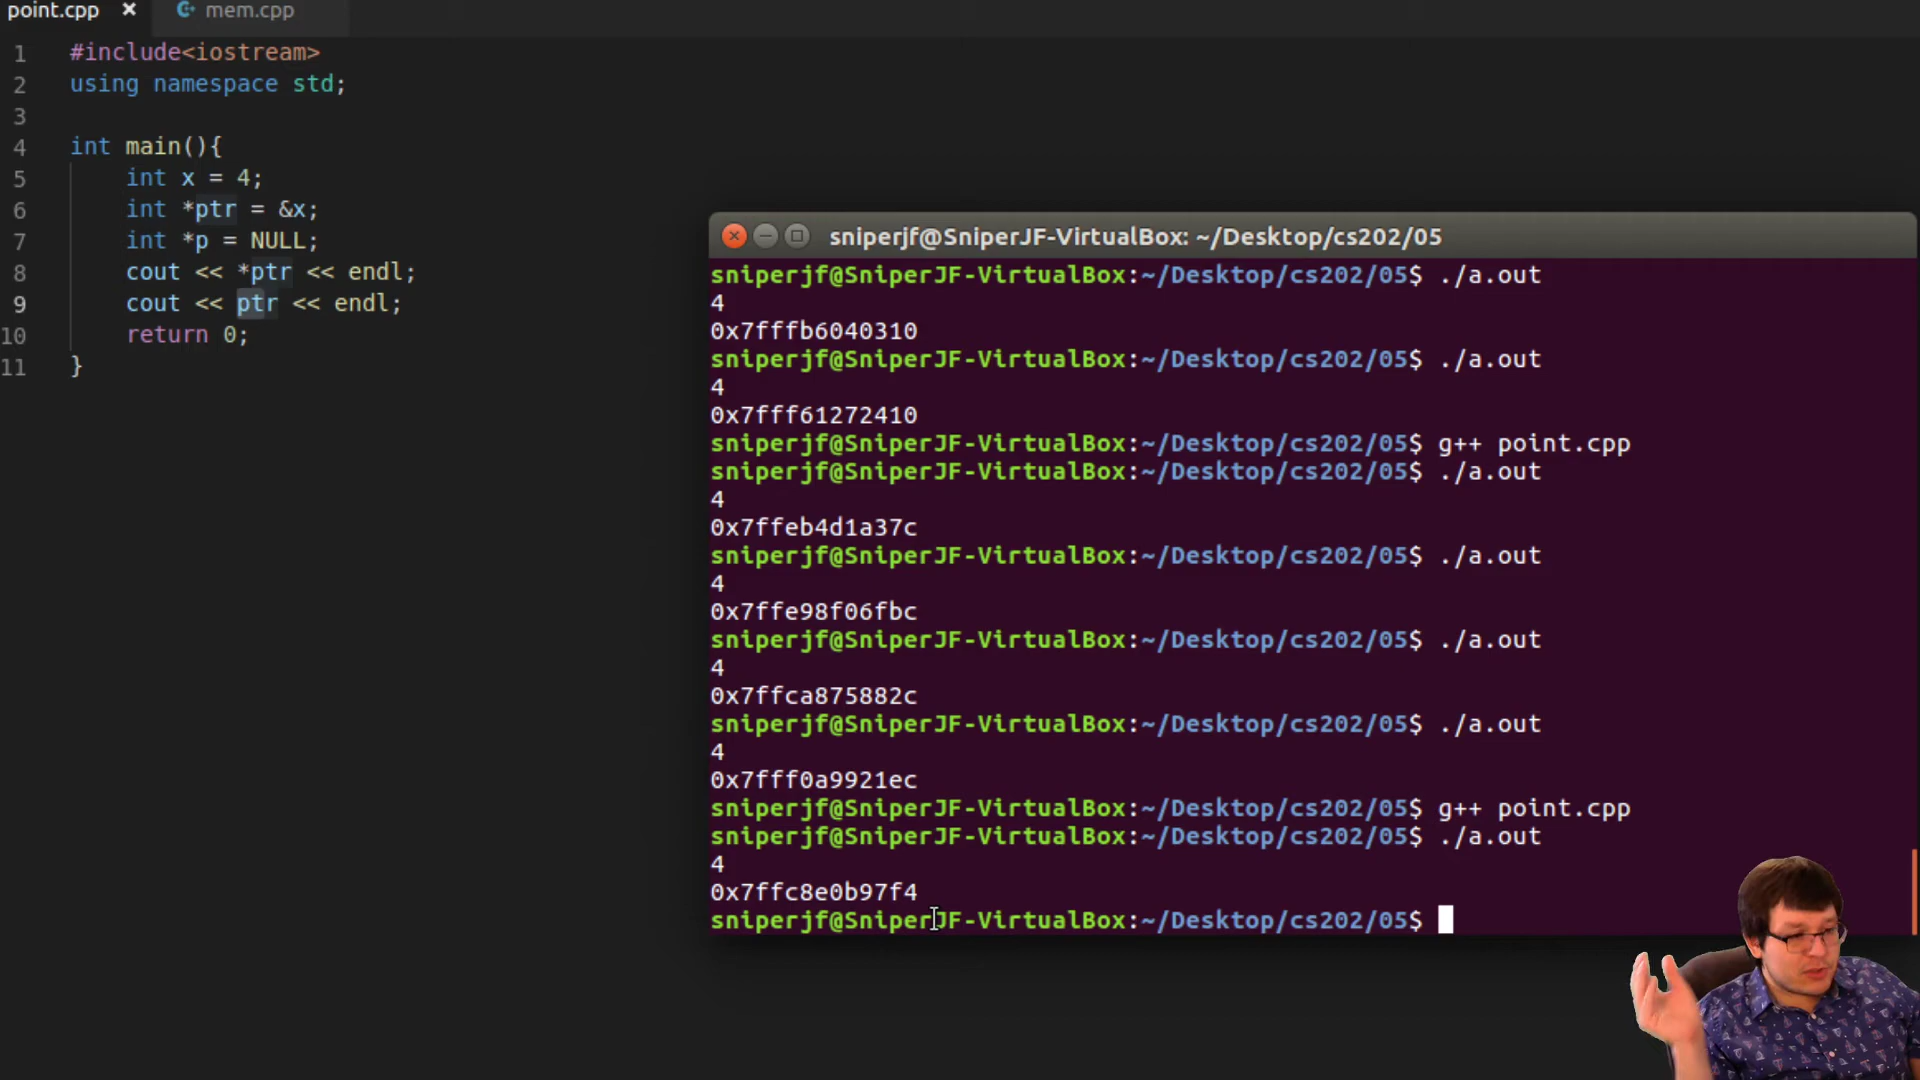 point.cpp × mem.cpp
1 #include<iostream>
2 using namespace std;
3
4 int main(){
5 int x = 4;
6 int *ptr = &x;
7 int *p = NULL;
8 cout << *ptr << endl;
9 cout << ptr << endl;
10 return 0;
11 }
sniperjf@SniperJF-VirtualBox: ~/Desktop/cs202/05
sniperjf@SniperJF-VirtualBox:~/Desktop/cs202/05$ ./a.out
4
0x7fffb6040310
sniperjf@SniperJF-VirtualBox:~/Desktop/cs202/05$ ./a.out
4
0x7fff61272410
sniperjf@SniperJF-VirtualBox:~/Desktop/cs202/05$ g++ point.cpp
sniperjf@SniperJF-VirtualBox:~/Desktop/cs202/05$ ./a.out
4
0x7ffeb4d1a37c
sniperjf@SniperJF-VirtualBox:~/Desktop/cs202/05$ ./a.out
4
0x7ffe98f06fbc
sniperjf@SniperJF-VirtualBox:~/Desktop/cs202/05$ ./a.out
4
0x7ffca875882c
sniperjf@SniperJF-VirtualBox:~/Desktop/cs202/05$ ./a.out
4
0x7fff0a9921ec
sniperjf@SniperJF-VirtualBox:~/Desktop/cs202/05$ g++ point.cpp
sniperjf@SniperJF-VirtualBox:~/Desktop/cs202/05$ ./a.out
4
0x7ffc8e0b97f4
sniperjf@SniperJF-VirtualBox:~/Desktop/cs202/05$